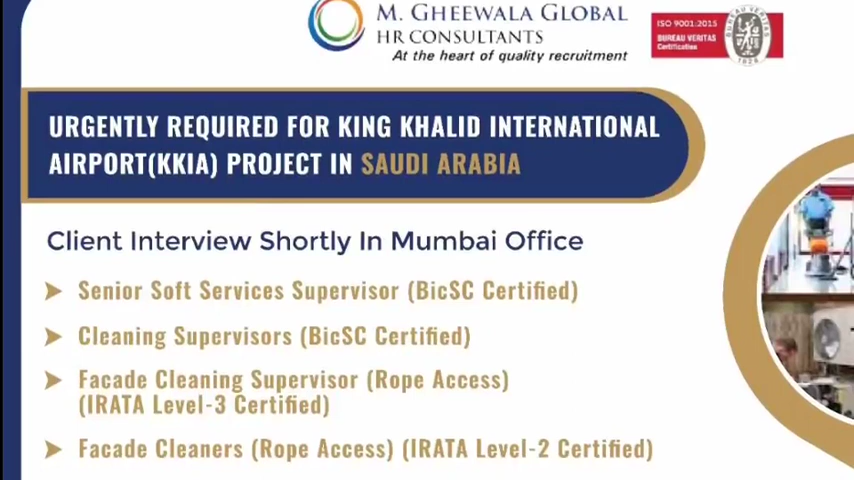 M. GHEEWALA GLOBAL
HR CONSULTANTS
At the heart of quality recruitment
ISO 9001:2015
BUREAU VERITAS
Certification
BUREAU VERITAS
1828
URGENTLY REQUIRED FOR KING KHALID INTERNATIONAL
AIRPORT(KKIA) PROJECT IN SAUDI ARABIA
Client Interview Shortly In Mumbai Office
➤ Senior Soft Services Supervisor (BicSC Certified)
➤ Cleaning Supervisors (BicSC Certified)
➤ Facade Cleaning Supervisor (Rope Access)
(IRATA Level-3 Certified)
➤ Facade Cleaners (Rope Access) (IRATA Level-2 Certified)